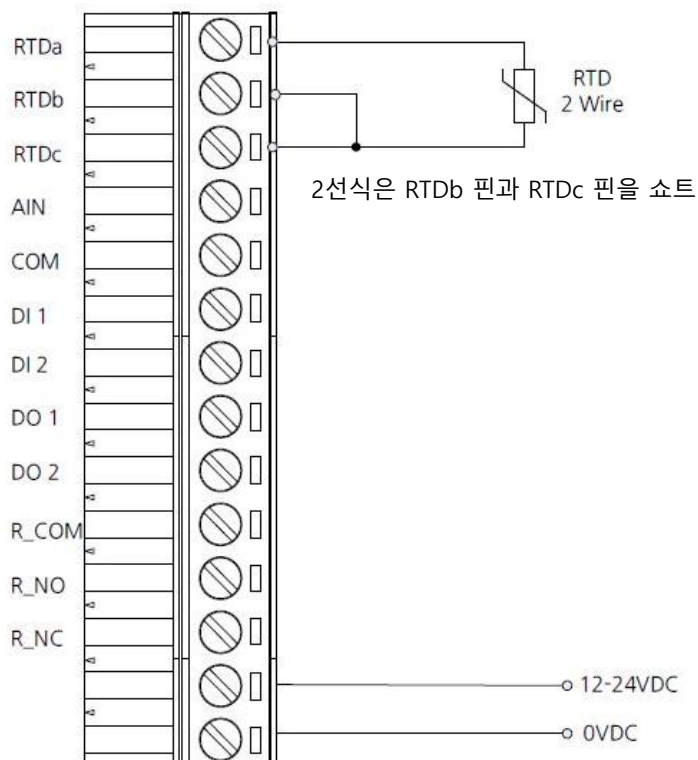 RTDa
RTDb
RTDc
AIN
COM
DI 1
DI 2
DO 1
DO 2
R_COM
R_NO
R_NC
RTD
2 Wire
2선식은 RTDb 핀과 RTDc 핀을 쇼트
12-24VDC
0VDC